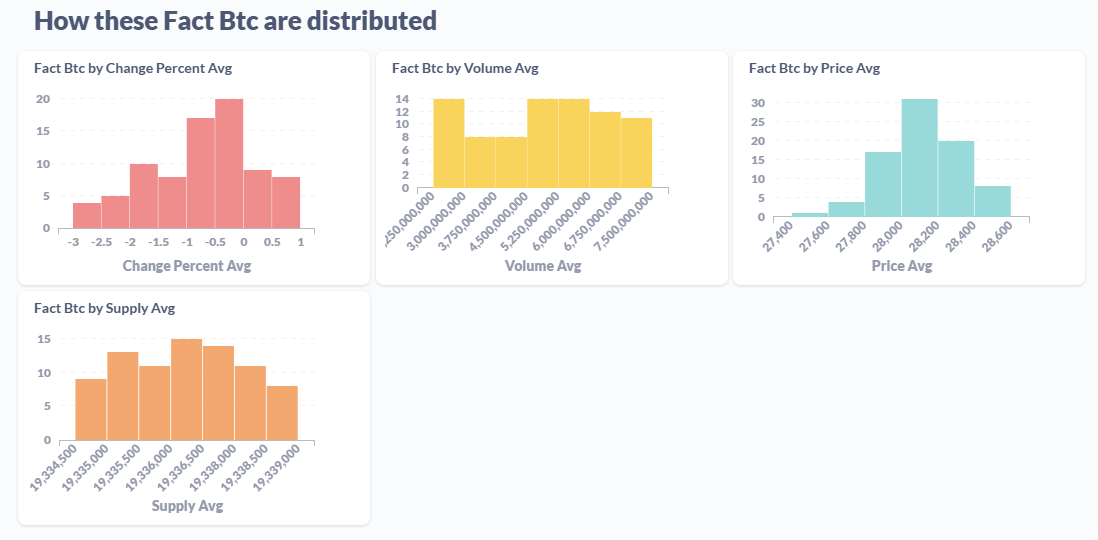 How these Fact Btc are distributed
Fact Btc by Change Percent Avg
20
15
10
5
0
-3 -2.5 -2 -1.5 -1 -0.5 0 0.5 1
Change Percent Avg
Fact Btc by Volume Avg
14
12
10
8
6
4
2
0
,250,000,000 3,000,000,000 3,750,000,000 4,500,000,000 5,250,000,000 6,000,000,000 6,750,000,000 7,500,000,000
Volume Avg
Fact Btc by Price Avg
30
25
20
15
10
5
0
27,400 27,600 27,800 28,000 28,200 28,400 28,600
Price Avg
Fact Btc by Supply Avg
15
10
5
0
19,334,500 19,335,000 19,335,500 19,336,000 19,336,500 19,338,000 19,338,500 19,339,000
Supply Avg